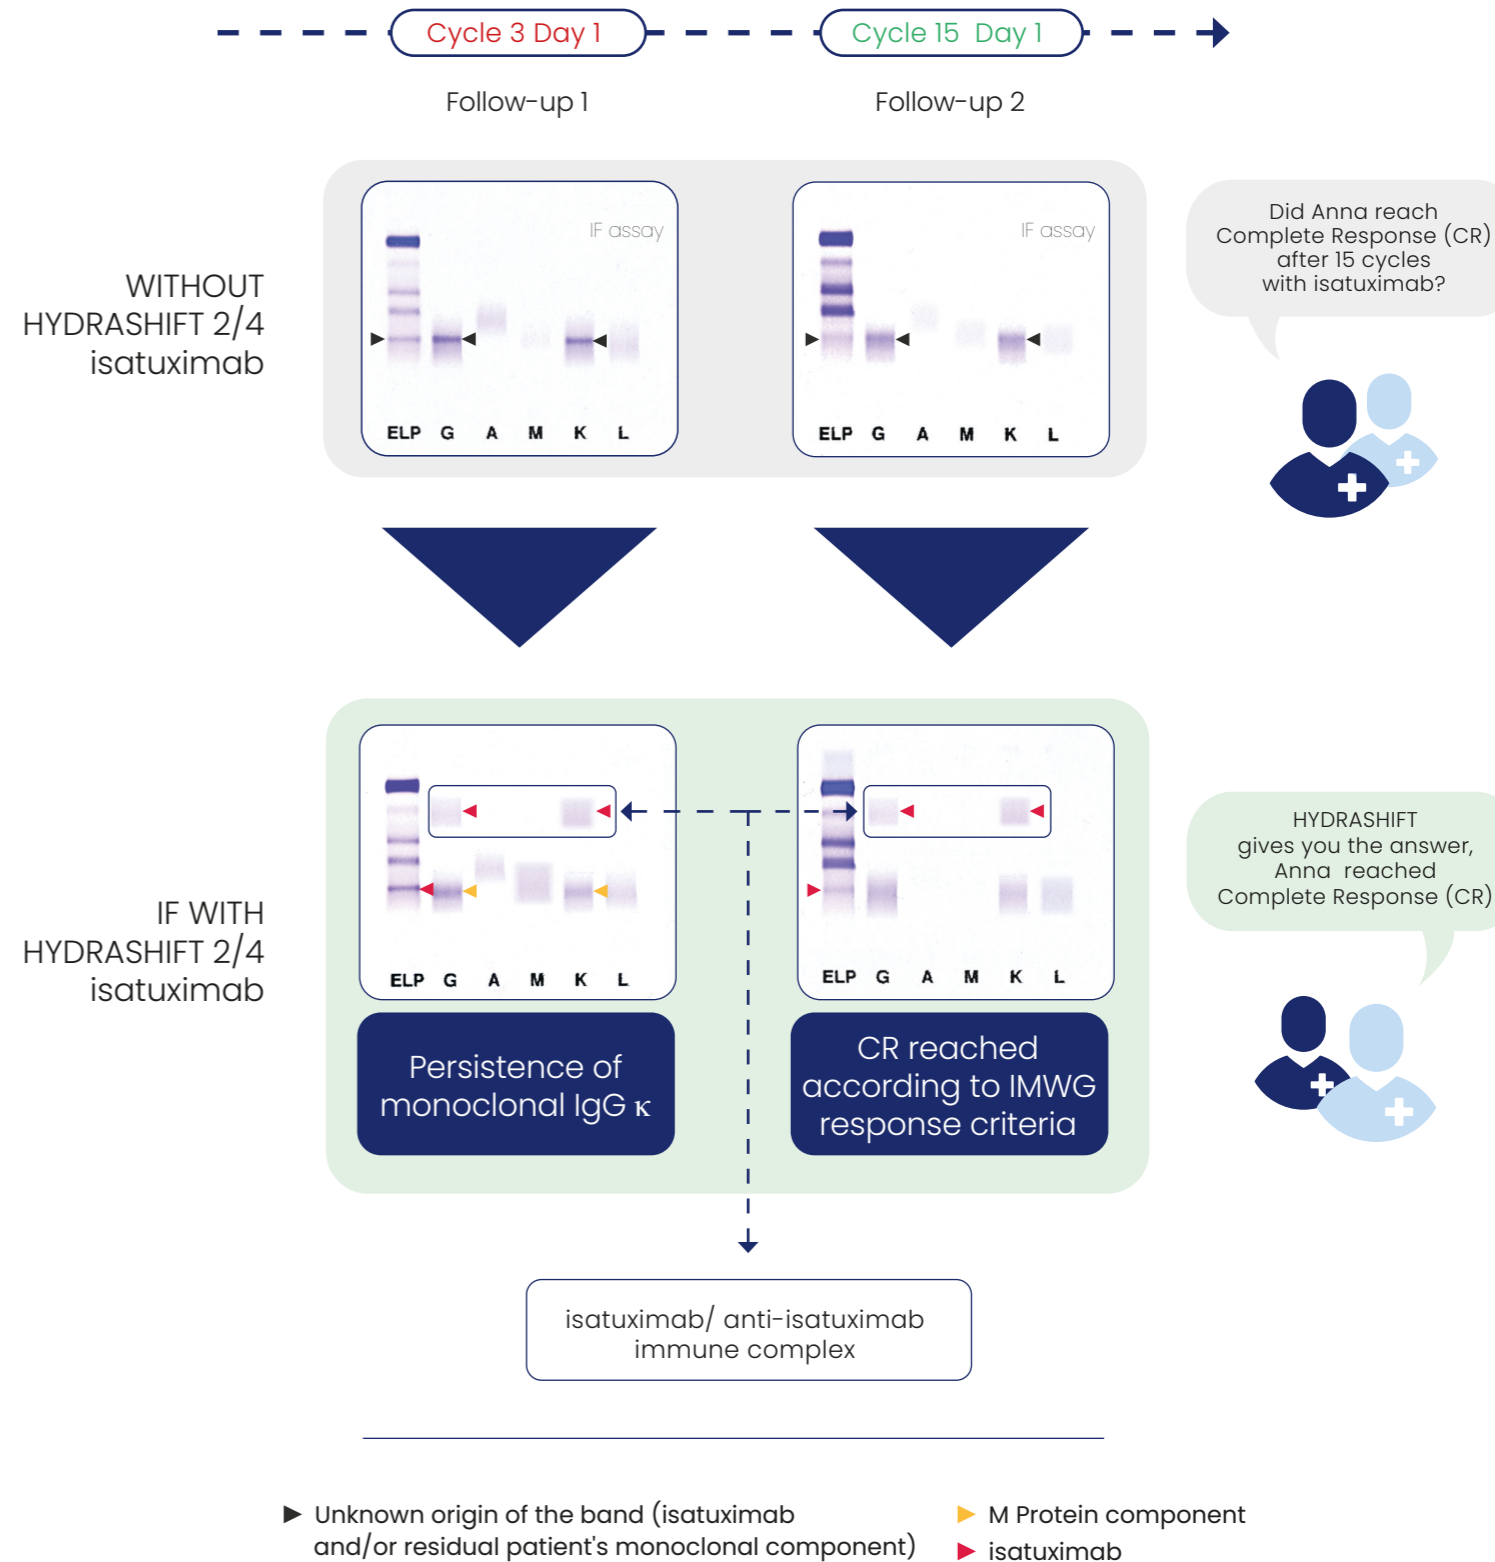 Cycle 3 Day 1
Cycle 15 Day 1
Follow-up 1
Follow-up 2
WITHOUT
HYDRASHIFT 2/4
isatuximab
IF assay
ELP G A M K L
IF assay
ELP G A M K L
Did Anna reach
Complete Response (CR)
after 15 cycles
with isatuximab?
IF WITH
HYDRASHIFT 2/4
isatuximab
ELP G A M K L
ELP G A M K L
HYDRASHIFT
gives you the answer,
Anna reached
Complete Response (CR)
Persistence of
monoclonal IgG κ
CR reached
according to IMWG
response criteria
isatuximab/ anti-isatuximab
immune complex
Unknown origin of the band (isatuximab
and/or residual patient's monoclonal component)
M Protein component
isatuximab